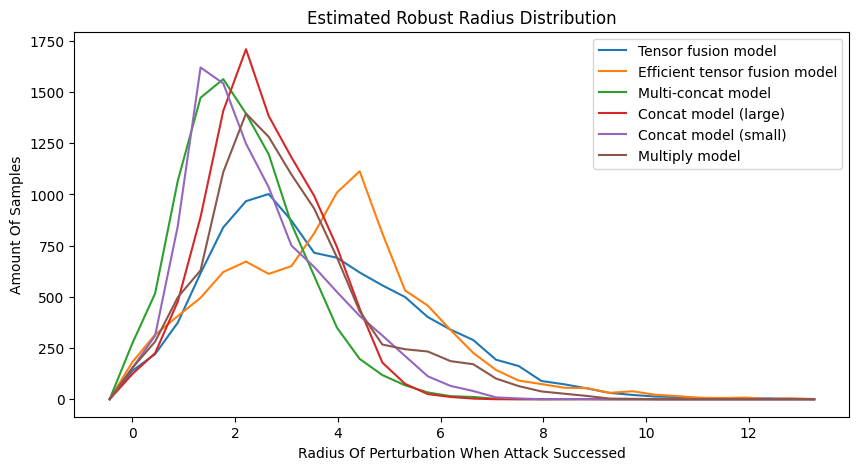 Estimated Robust Radius Distribution
Amount Of Samples
1750
1500
1250
1000
750
500
250
0
Tensor fusion model
Efficient tensor fusion model
Multi-concat model
Concat model (large)
Concat model (small)
Multiply model
0 2 4 6 8 10 12
Radius Of Perturbation When Attack Successed